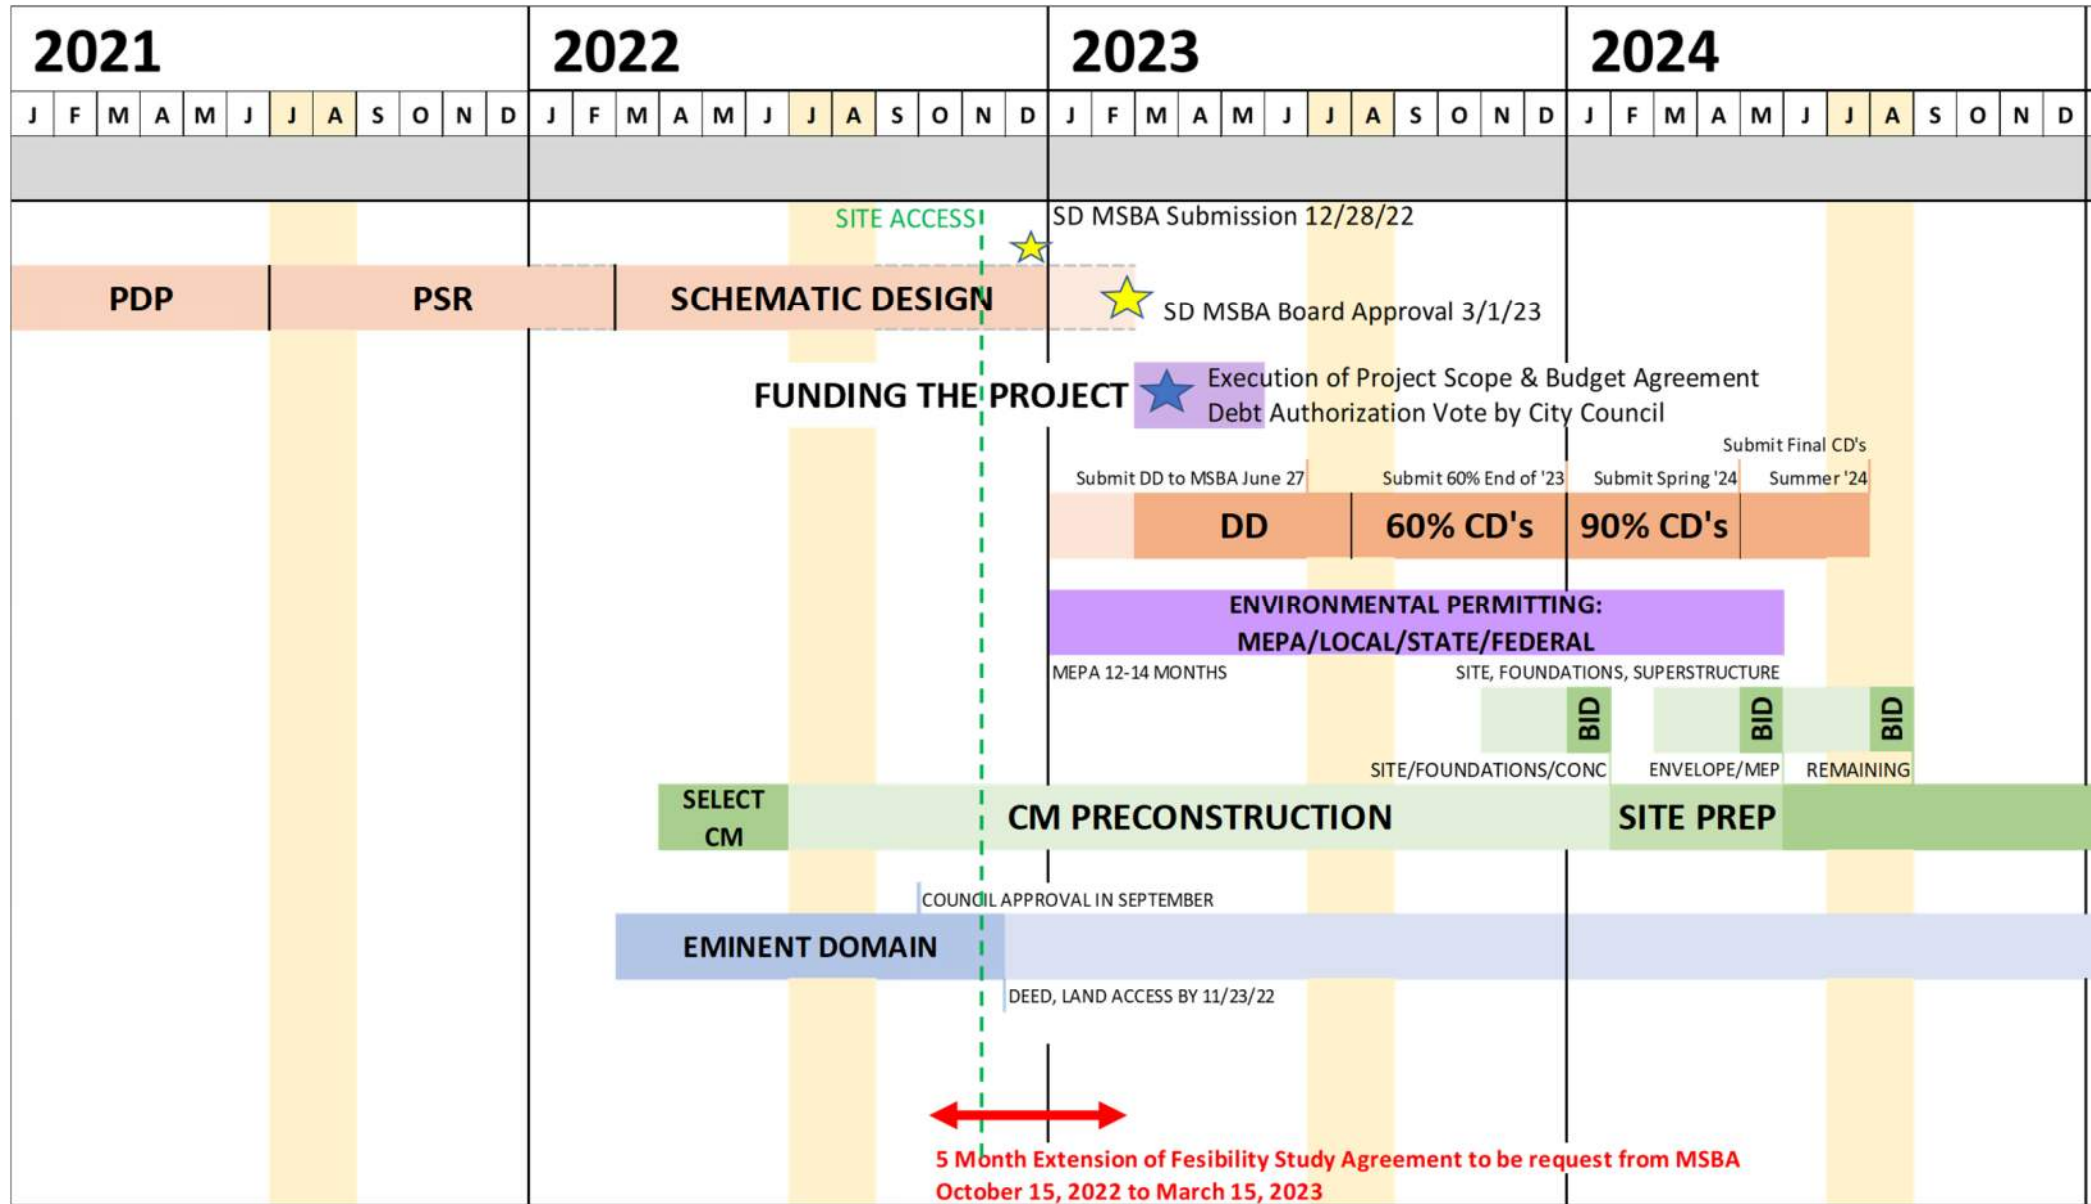 2021 2022 2023 2024
J F M A M J J A S O N D J F M A M J J A S O N D J F M A M J J A S O N D J F M A M J J A S O N D
SITE ACCESS
SD MSBA Submission 12/28/22
PDP
PSR
SCHEMATIC DESIGN
SD MSBA Board Approval 3/1/23
FUNDING THE PROJECT
Execution of Project Scope & Budget Agreement
Debt Authorization Vote by City Council
Submit Final CD's
Submit DD to MSBA June 27
Submit 60% End of '23
Submit Spring '24
Summer '24
DD
60% CD's
90% CD's
ENVIRONMENTAL PERMITTING:
MEPA/LOCAL/STATE/FEDERAL
MEPA 12-14 MONTHS
SITE, FOUNDATIONS, SUPERSTRUCTURE
BID
BID
BID
SITE/FOUNDATIONS/CONC
ENVELOPE/MEP
REMAINING
SELECT
CM
CM PRECONSTRUCTION
SITE PREP
COUNCIL APPROVAL IN SEPTEMBER
EMINENT DOMAIN
DEED, LAND ACCESS BY 11/23/22
5 Month Extension of Fesibility Study Agreement to be request from MSBA
October 15, 2022 to March 15, 2023